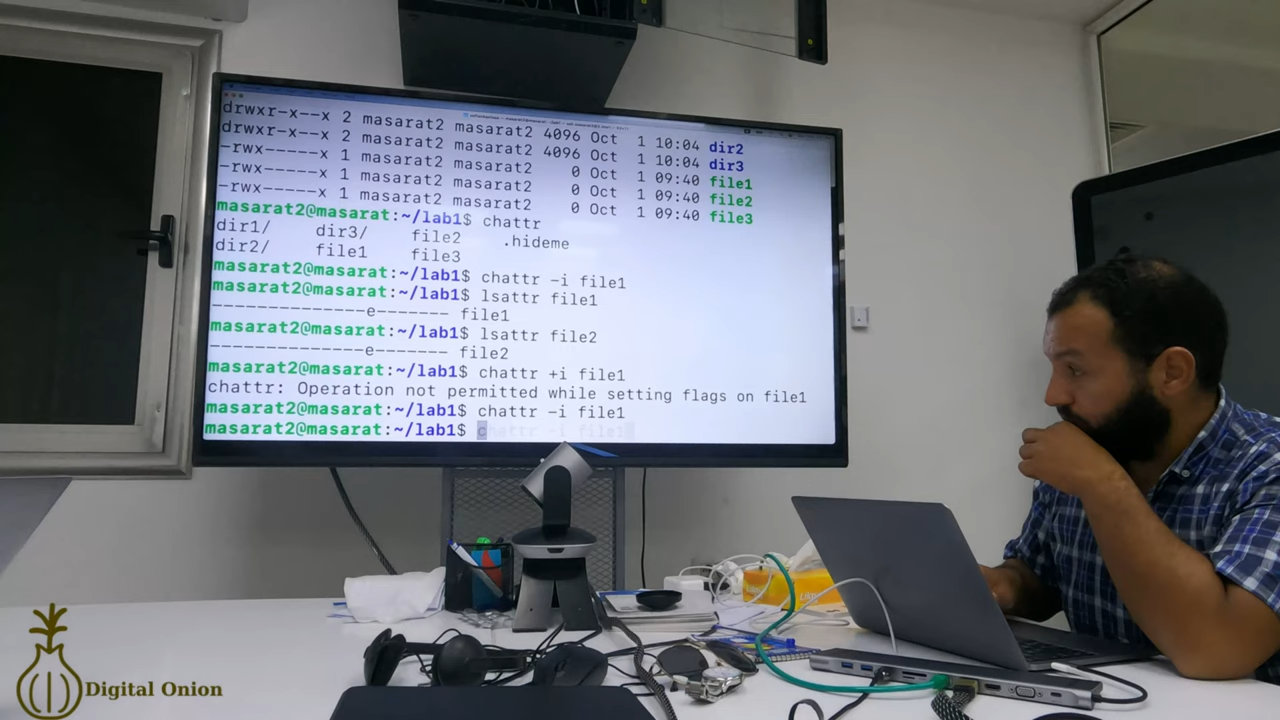 drwxr-x--x 2 masarat2 masarat2 4096 Oct 1 10:04 dir2
drwxr-x--x 2 masarat2 masarat2 4096 Oct 1 10:04 dir3
-rwx-----x 1 masarat2 masarat2 0 Oct 1 09:40 file1
-rwx-----x 1 masarat2 masarat2 0 Oct 1 09:40 file2
-rwx-----x 1 masarat2 masarat2 0 Oct 1 09:40 file3
masarat2@masarat:~/lab1$ chattr
dir1/ dir3/ file2 .hideme
dir2/ file1 file3
masarat2@masarat:~/lab1$ chattr -i file1
masarat2@masarat:~/lab1$ lsattr file1
--------------e------- file1
masarat2@masarat:~/lab1$ lsattr file2
--------------e------- file2
masarat2@masarat:~/lab1$ chattr +i file1
chattr: Operation not permitted while setting flags on file1
masarat2@masarat:~/lab1$ chattr -i file1
masarat2@masarat:~/lab1$ chattr -i file1
Digital Onion